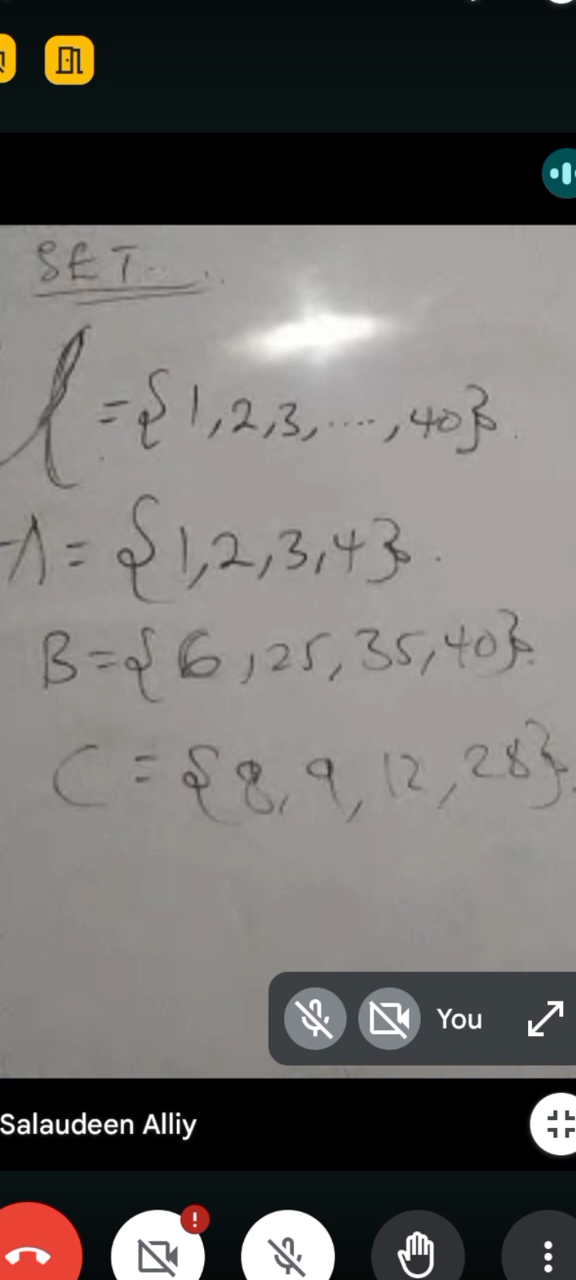 SET...
l = {1,2,3,....,40}.
A = {1,2,3,4}.
B = {6,25,35,40}.
C = {8,9,12,28}.
You
Salaudeen Alliy
!